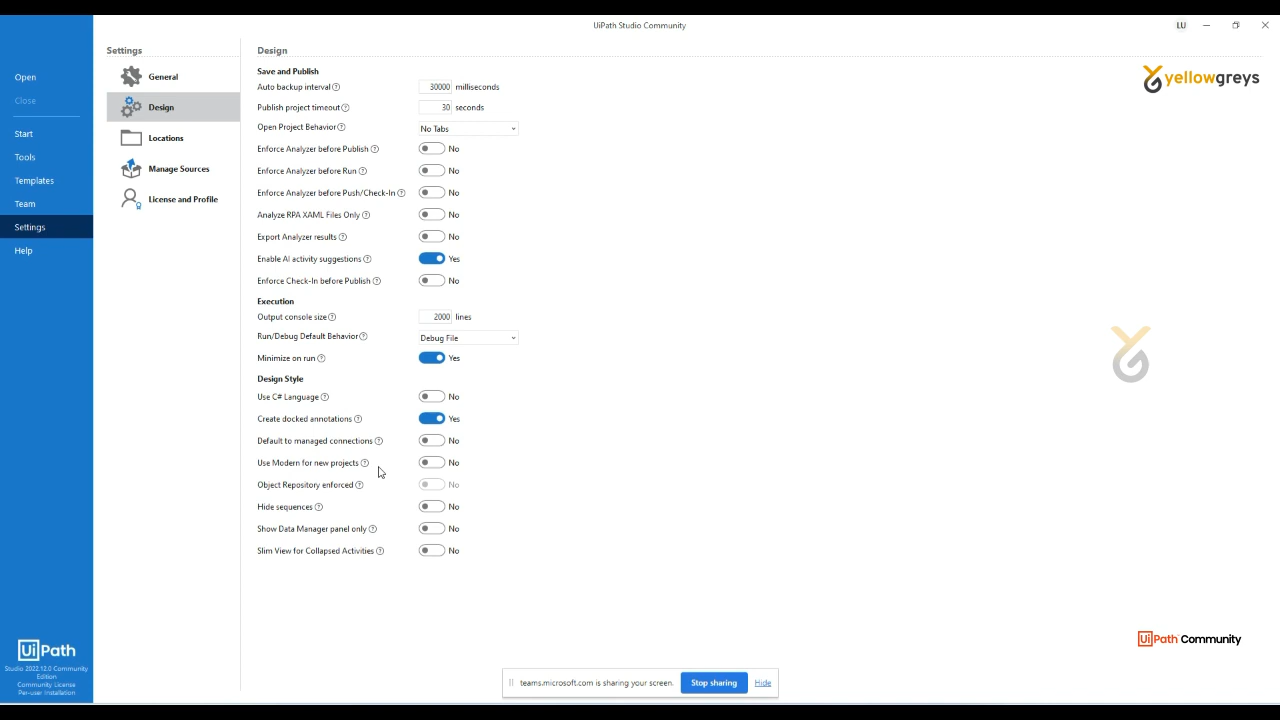 UiPath Studio Community
LU
Open
Close
Start
Tools
Templates
Team
Settings
Help
UiPath
Studio 2022.12.0 Community
Edition
Community License
Per-user Installation
Settings
General
Design
Locations
Manage Sources
License and Profile
Design
Save and Publish
Auto backup interval 30000 milliseconds
Publish project timeout 30 seconds
Open Project Behavior No Tabs
Enforce Analyzer before Publish No
Enforce Analyzer before Run No
Enforce Analyzer before Push/Check-In No
Analyze RPA XAML Files Only No
Export Analyzer results No
Enable AI activity suggestions Yes
Enforce Check-In before Publish No
Execution
Output console size 2000 lines
Run/Debug Default Behavior Debug File
Minimize on run Yes
Design Style
Use C# Language No
Create docked annotations Yes
Default to managed connections No
Use Modern for new projects No
Object Repository enforced No
Hide sequences No
Show Data Manager panel only No
Slim View for Collapsed Activities No
yellowgreys
UiPath Community
teams.microsoft.com is sharing your screen. Stop sharing Hide